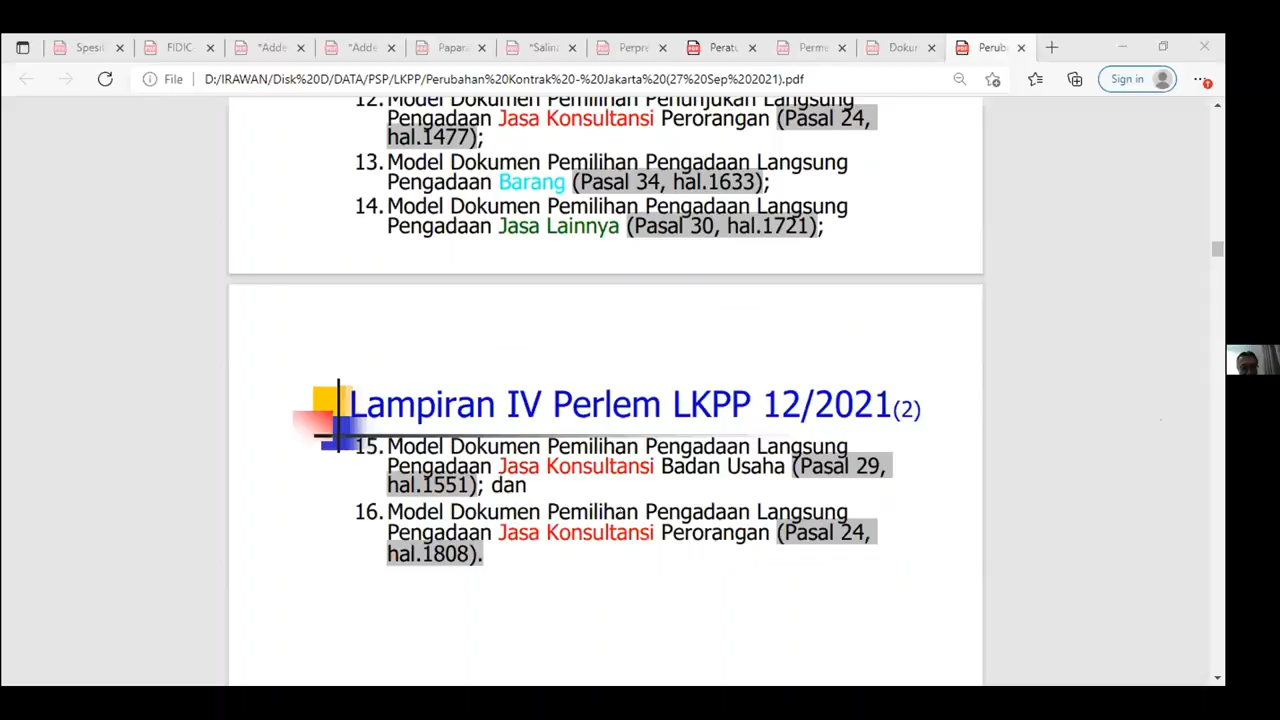 Spesif
FIDIC
*Adde
*Adde
Papar
*Salin
Perpre
Peratu
Perme
Dokur
Perub
File
D:/IRAWAN/Disk%20D/DATA/PSP/LKPP/Perubahan%20Kontrak%20-%20Jakarta%20(27%20Sep%202021).pdf
Sign in
12. Model Dokumen Pemilihan Penunjukan Langsung
Pengadaan Jasa Konsultansi Perorangan (Pasal 24,
hal.1477);
13. Model Dokumen Pemilihan Pengadaan Langsung
Pengadaan Barang (Pasal 34, hal.1633);
14. Model Dokumen Pemilihan Pengadaan Langsung
Pengadaan Jasa Lainnya (Pasal 30, hal.1721);
Lampiran IV Perlem LKPP 12/2021(2)
15. Model Dokumen Pemilihan Pengadaan Langsung
Pengadaan Jasa Konsultansi Badan Usaha (Pasal 29,
hal.1551); dan
16. Model Dokumen Pemilihan Pengadaan Langsung
Pengadaan Jasa Konsultansi Perorangan (Pasal 24,
hal.1808).